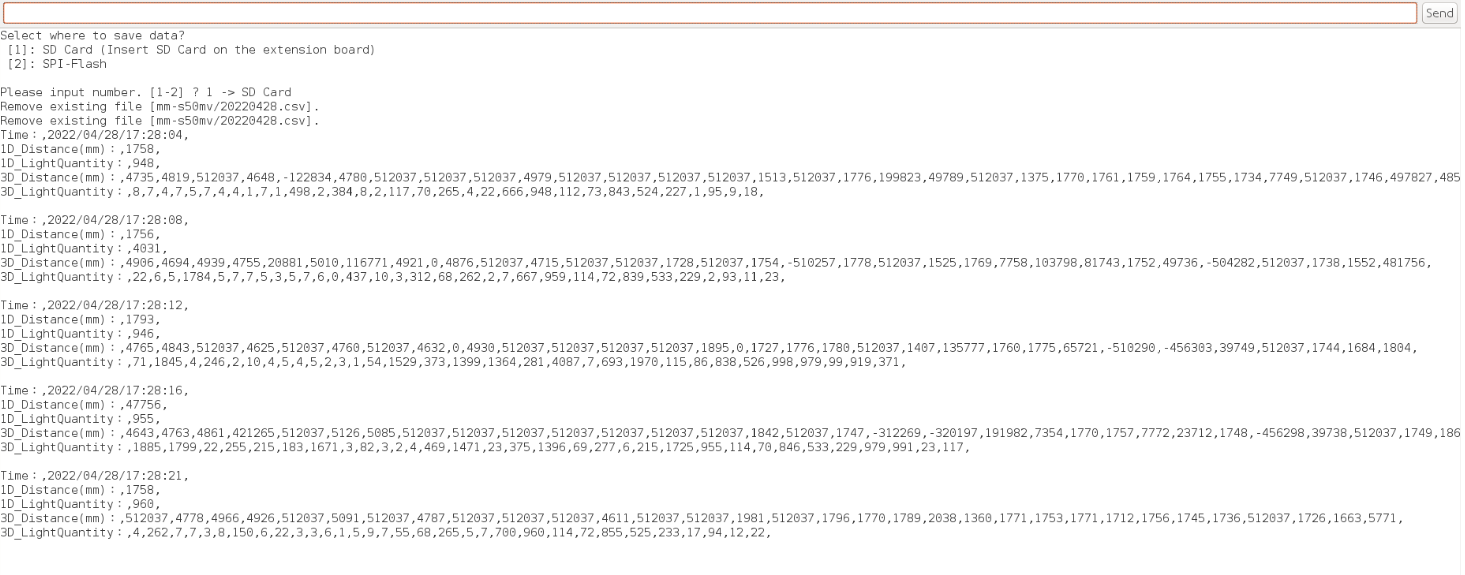 Send
Select where to save data?
[1]: SD Card (Insert SD Card on the extension board)
[2]: SPI-Flash
Please input number. [1-2] ? 1 -> SD Card
Remove existing file [mm-s50mv/20220428.csv].
Remove existing file [mm-s50mv/20220428.csv].
Time：,2022/04/28/17:28:04,
1D_Distance(mm)：,1758,
1D_LightQuantity：,948,
3D_Distance(mm)：,4735,4819,512037,4648,-122834,4780,512037,512037,512037,4979,512037,512037,512037,512037,512037,1513,512037,1776,199823,49789,512037,1375,1770,1761,1759,1764,1755,1734,7749,512037,1746,497827,485
3D_LightQuantity：,8,7,4,7,5,7,4,4,1,7,1,498,2,384,8,2,117,70,265,4,22,666,948,112,73,843,524,227,1,95,9,18,
Time：,2022/04/28/17:28:08,
1D_Distance(mm)：,1756,
1D_LightQuantity：,4031,
3D_Distance(mm)：,4906,4694,4939,4755,20881,5010,116771,4921,0,4876,512037,4715,512037,512037,1728,512037,1754,-510257,1778,512037,1525,1769,7758,103798,81743,1752,49736,-504282,512037,1738,1552,481756,
3D_LightQuantity：,22,6,5,1784,5,7,7,5,3,5,7,6,0,437,10,3,312,68,262,2,7,667,959,114,72,839,533,229,2,93,11,23,
Time：,2022/04/28/17:28:12,
1D_Distance(mm)：,1793,
1D_LightQuantity：,946,
3D_Distance(mm)：,4765,4843,512037,4625,512037,4760,512037,4632,0,4930,512037,512037,512037,512037,1895,0,1727,1776,1780,512037,1407,135777,1760,1775,65721,-510290,-456303,39749,512037,1744,1684,1804,
3D_LightQuantity：,71,1845,4,246,2,10,4,5,4,5,2,3,1,54,1529,373,1399,1364,281,4087,7,693,1970,115,86,838,526,998,979,99,919,371,
Time：,2022/04/28/17:28:16,
1D_Distance(mm)：,47756,
1D_LightQuantity：,955,
3D_Distance(mm)：,4643,4763,4861,421265,512037,5126,5085,512037,512037,512037,512037,512037,512037,512037,1842,512037,1747,-312269,-320197,191982,7354,1770,1757,7772,23712,1748,-456298,39738,512037,1749,186
3D_LightQuantity：,1885,1799,22,255,215,183,1671,3,82,3,2,4,469,1471,23,375,1396,69,277,6,215,1725,955,114,70,846,533,229,979,991,23,117,
Time：,2022/04/28/17:28:21,
1D_Distance(mm)：,1758,
1D_LightQuantity：,960,
3D_Distance(mm)：,512037,4778,4966,4926,512037,5091,512037,4787,512037,512037,512037,4611,512037,512037,1981,512037,1796,1770,1789,2038,1360,1771,1753,1771,1712,1756,1745,1736,512037,1726,1663,5771,
3D_LightQuantity：,4,262,7,7,3,8,150,6,22,3,3,6,1,5,9,7,55,68,265,5,7,700,960,114,72,855,525,233,17,94,12,22,